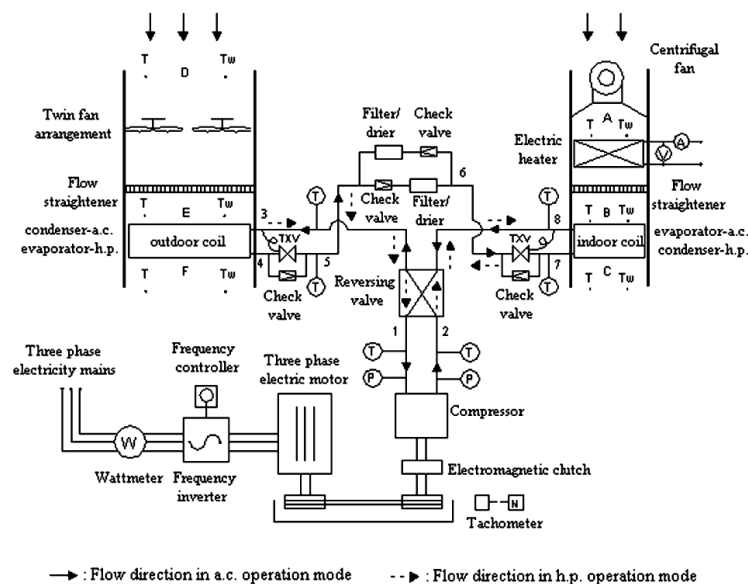 T Tw
D
Twin fan
arrangement
Flow
straightener
T Tw
E
condenser-a.c.
evaporator-h.p.
outdoor coil
F
T Tw
3
4
TXV
5
T
T
Check
valve
Filter/
drier
Check
valve
6
Check
valve
Filter/
drier
Reversing
valve
1 2
T T
P P
Compressor
Electromagnetic clutch
N
Tachometer
T Tw
Centrifugal
fan
A
T Tw
Electric
heater
A
V
Flow
straightener
T Tw
B
8
T
TXV
7
T
Check
valve
indoor coil
evaporator-a.c.
condenser-h.p.
C
T Tw
Three phase
electricity mains
Frequency
controller
Three phase
electric motor
W
Wattmeter
Frequency
inverter
: Flow direction in a.c. operation mode
: Flow direction in h.p. operation mode